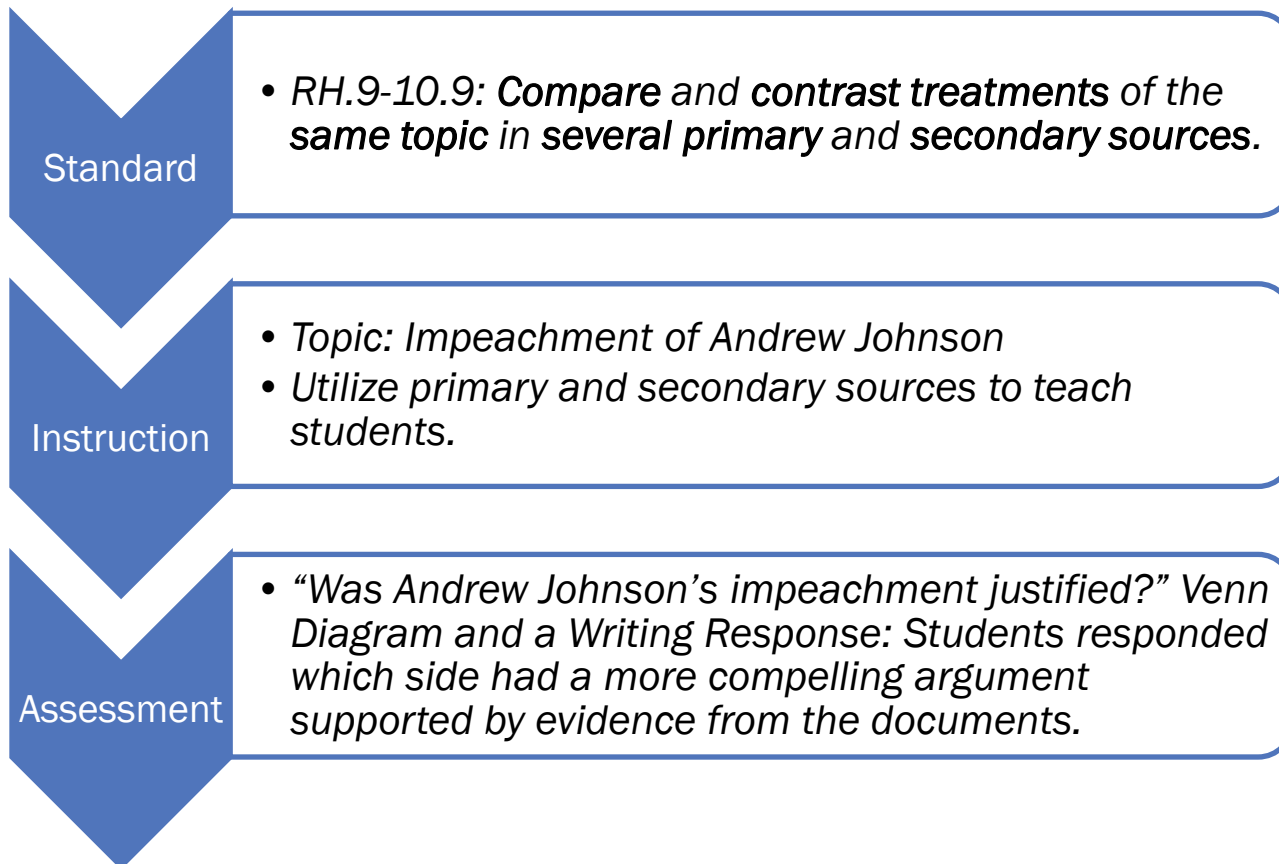 Standard
• RH.9-10.9: Compare and contrast treatments of the
same topic in several primary and secondary sources.
Instruction
• Topic: Impeachment of Andrew Johnson
• Utilize primary and secondary sources to teach
students.
Assessment
• “Was Andrew Johnson’s impeachment justified?” Venn
Diagram and a Writing Response: Students responded
which side had a more compelling argument
supported by evidence from the documents.